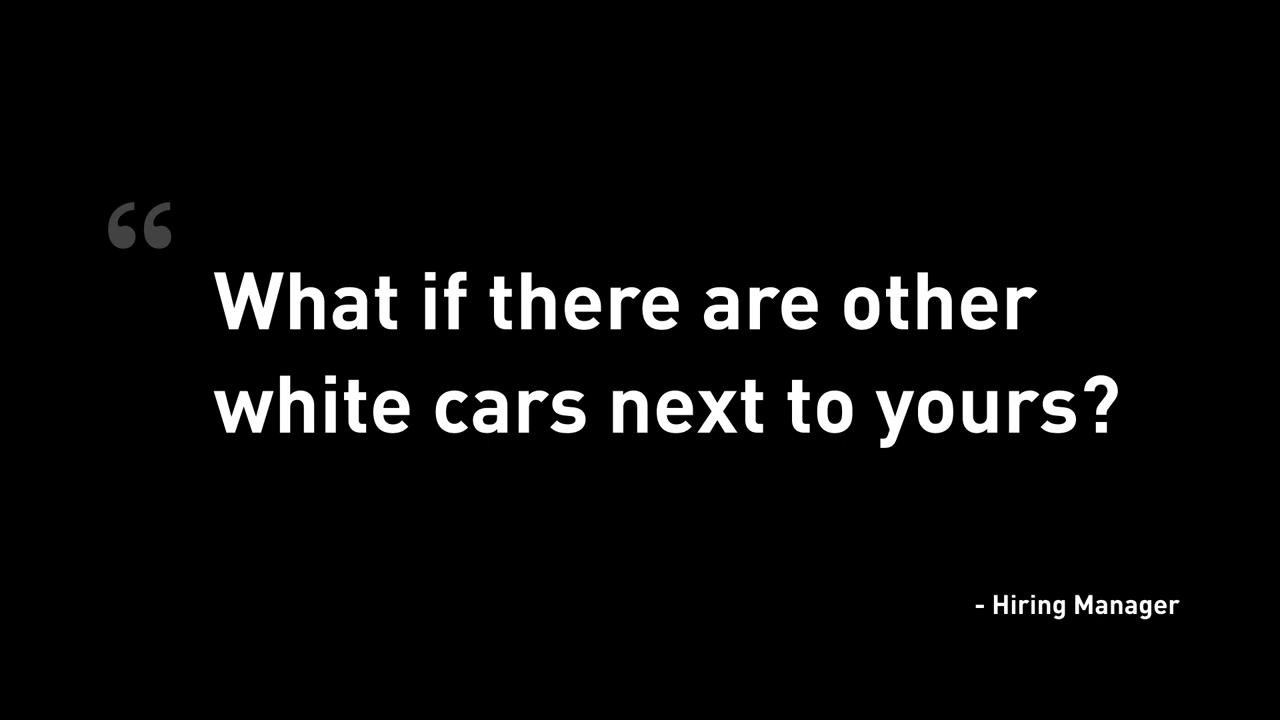 “
What if there are other
white cars next to yours?
- Hiring Manager